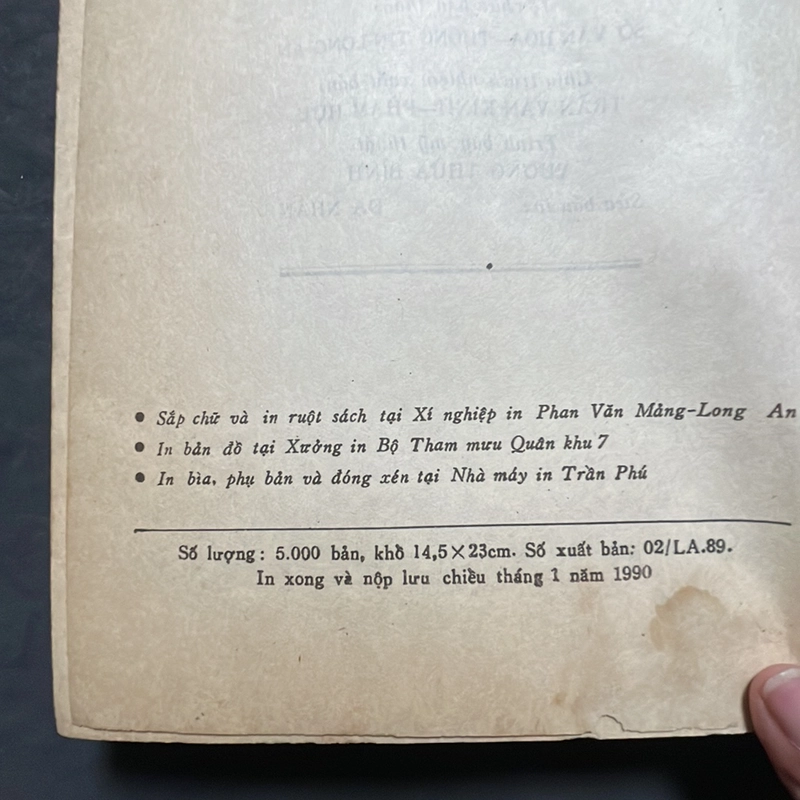 • Sắp chữ và in ruột sách tại Xí nghiệp in Phan Văn Mảng-Long An
• In bản đồ tại Xưởng in Bộ Tham mưu Quân khu 7
• In bìa, phụ bản và đóng xén tại Nhà máy in Trần Phú
Số lượng: 5.000 bản, khổ 14,5×23cm. Số xuất bản: 02/LA.89.
In xong và nộp lưu chiều tháng 1 năm 1990